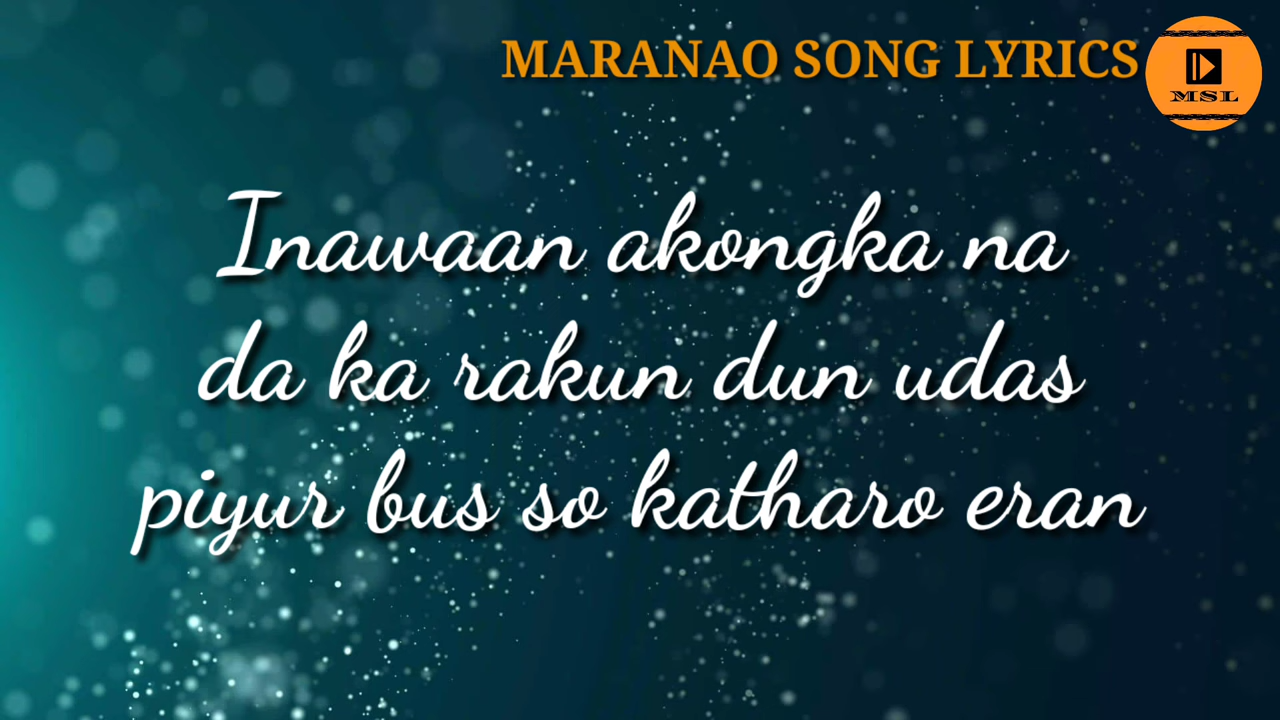 MARANAO SONG LYRICS
MSL
Inawaan akongka na
da ka rakun dun udas
piyur bus so katharo eran